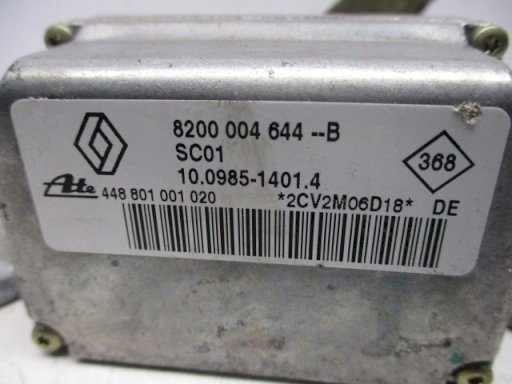 8200 004 644 --B
SC01
368
10.0985-1401.4
Ate 448 801 001 020 *2CV2M06D18* DE